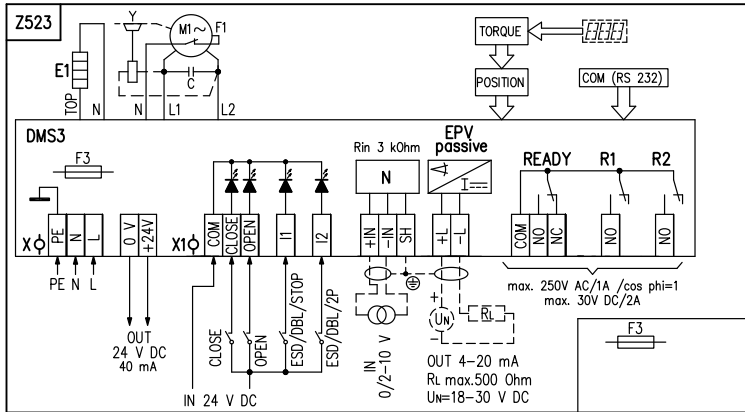 Z523
Y
M1~
F1
E1
C
TOP
N
N
L1
L2
TORQUE
POSITION
COM (RS 232)
DMS3
F3
Rin 3 kOhm
N
EPV
passive
I
READY
R1
R2
X
PE
N
L
0 V
+24V
X1
COM
CLOSE
OPEN
I1
I2
+IN
-IN
SH
+L
-L
COM
NO
NC
NO
NO
PE N L
OUT
24 V DC
40 mA
CLOSE
OPEN
ESD/DBL/STOP
ESD/DBL/2P
IN 24 V DC
IN
0/2-10 V
+
UN
-
RL
OUT 4-20 mA
RL max.500 Ohm
UN=18-30 V DC
max. 250V AC/1A /cos phi=1
max. 30V DC/2A
F3